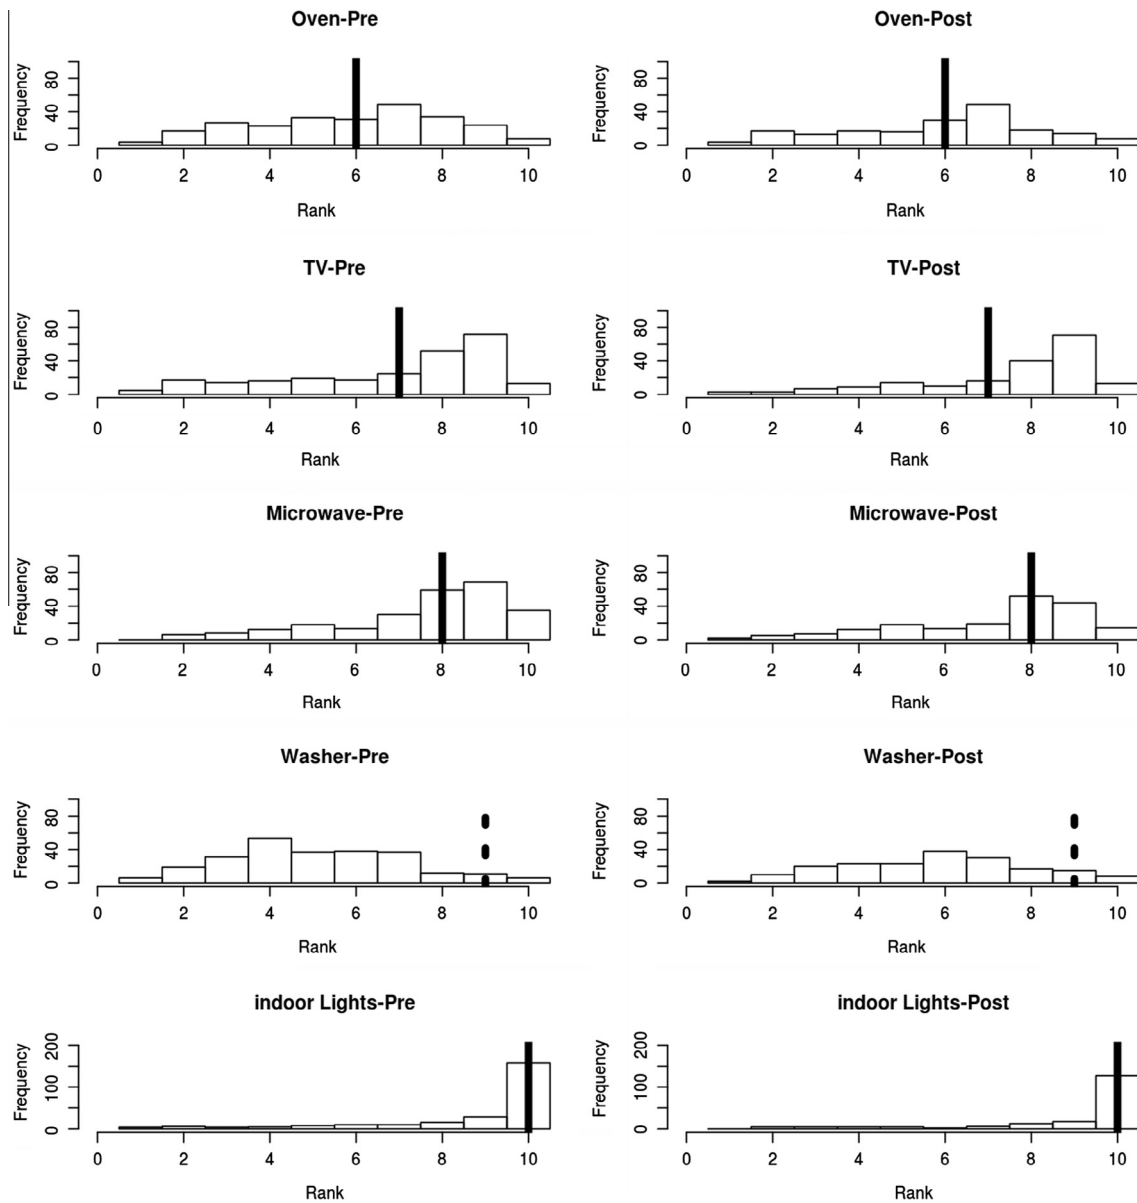 Oven-Pre
Frequency
0 40 80
0 2 4 6 8 10
Rank
Oven-Post
Frequency
0 40 80
0 2 4 6 8 10
Rank
TV-Pre
Frequency
0 40 80
0 2 4 6 8 10
Rank
TV-Post
Frequency
0 40 80
0 2 4 6 8 10
Rank
Microwave-Pre
Frequency
0 40 80
0 2 4 6 8 10
Rank
Microwave-Post
Frequency
0 40 80
0 2 4 6 8 10
Rank
Washer-Pre
Frequency
0 40 80
0 2 4 6 8 10
Rank
Washer-Post
Frequency
0 40 80
0 2 4 6 8 10
Rank
indoor Lights-Pre
Frequency
0 100 200
0 2 4 6 8 10
Rank
indoor Lights-Post
Frequency
0 100 200
0 2 4 6 8 10
Rank